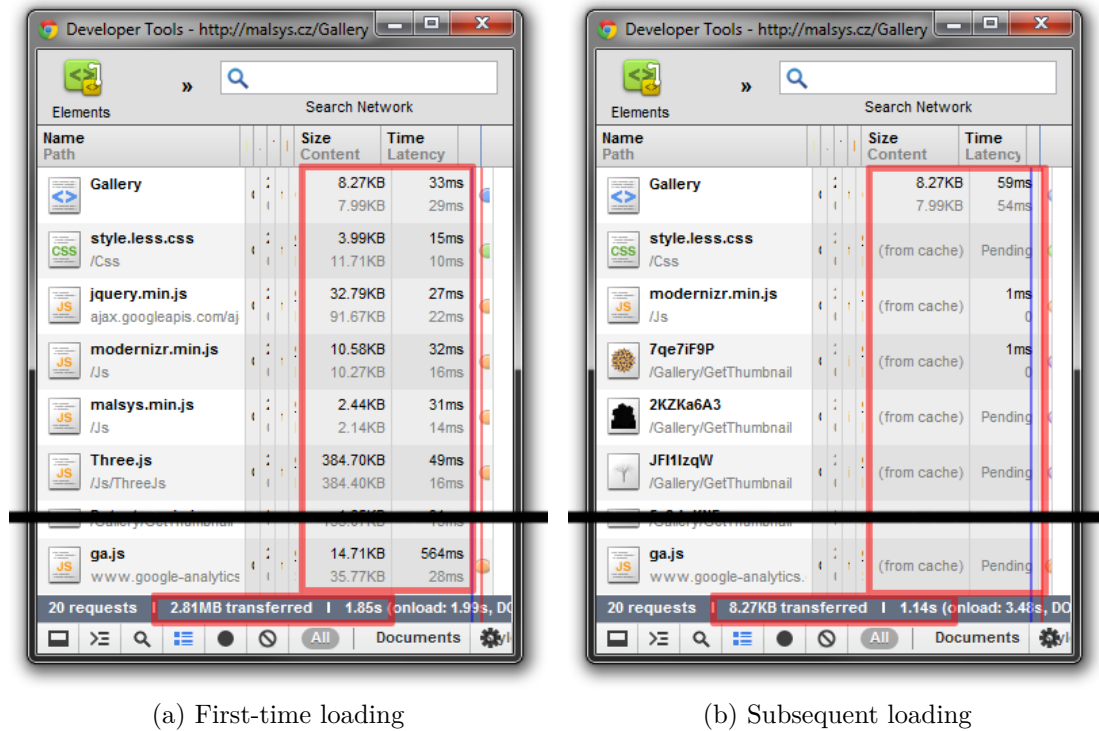 Developer Tools - http://malsys.cz/Gallery
Elements
»
Search Network
Name
Path
Size
Content
Time
Latency
Gallery
8.27KB
33ms
7.99KB
29ms
style.less.css
3.99KB
15ms
/Css
11.71KB
10ms
jquery.min.js
32.79KB
27ms
ajax.googleapis.com/aj
91.67KB
22ms
modernizr.min.js
10.58KB
32ms
/Js
10.27KB
16ms
malsys.min.js
2.44KB
31ms
/Js
2.14KB
14ms
Three.js
384.70KB
49ms
/Js/ThreeJs
384.40KB
16ms
/Gallery/GetThumbnail
ga.js
14.71KB
564ms
www.google-analytics
35.77KB
28ms
20 requests | 2.81MB transferred | 1.85s (onload: 1.99s, DO
All
Documents
(a) First-time loading
Developer Tools - http://malsys.cz/Gallery
Elements
»
Search Network
Name
Path
Size
Content
Time
Latency
Gallery
8.27KB
59ms
7.99KB
54ms
style.less.css
/Css
(from cache)
Pending
modernizr.min.js
/Js
(from cache)
1ms
0
7qe7iF9P
/Gallery/GetThumbnail
(from cache)
1ms
0
2KZKa6A3
/Gallery/GetThumbnail
(from cache)
Pending
JFI1IzqW
/Gallery/GetThumbnail
(from cache)
Pending
/Gallery/GetThumbnail
ga.js
www.google-analytics.
(from cache)
Pending
20 requests | 8.27KB transferred | 1.14s (onload: 3.48s, DO
All
Documents
(b) Subsequent loading